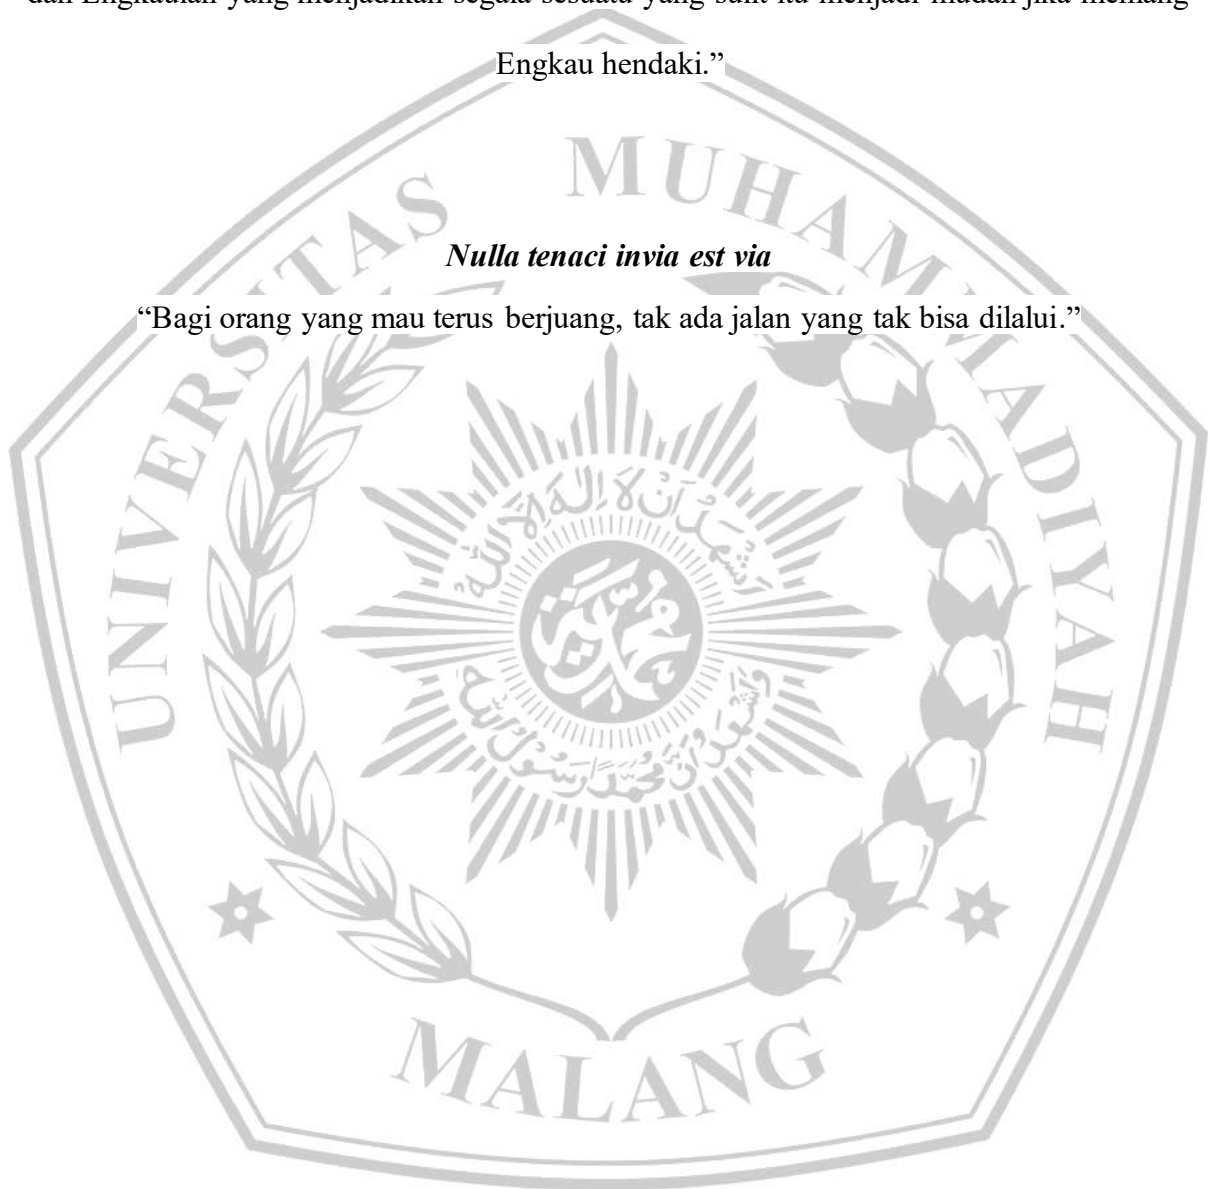 dan Engkaulah yang menjadikan segala sesuatu yang sulit itu menjadi mudah jika memang
Engkau hendaki.”
Nulla tenaci invia est via
“Bagi orang yang mau terus berjuang, tak ada jalan yang tak bisa dilalui.”
UNIVERSITAS MUHAMMADIYAH
MALANG